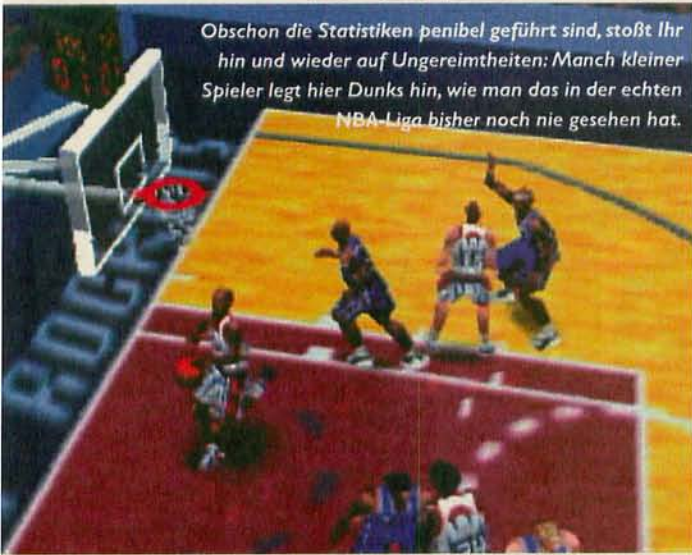 Obschon die Statistiken penibel geführt sind, stoßt Ihr
hin und wieder auf Ungereimtheiten: Manch kleiner
Spieler legt hier Dunks hin, wie man das in der echten
NBA-Liga bisher noch nie gesehen hat.
ROCKETS